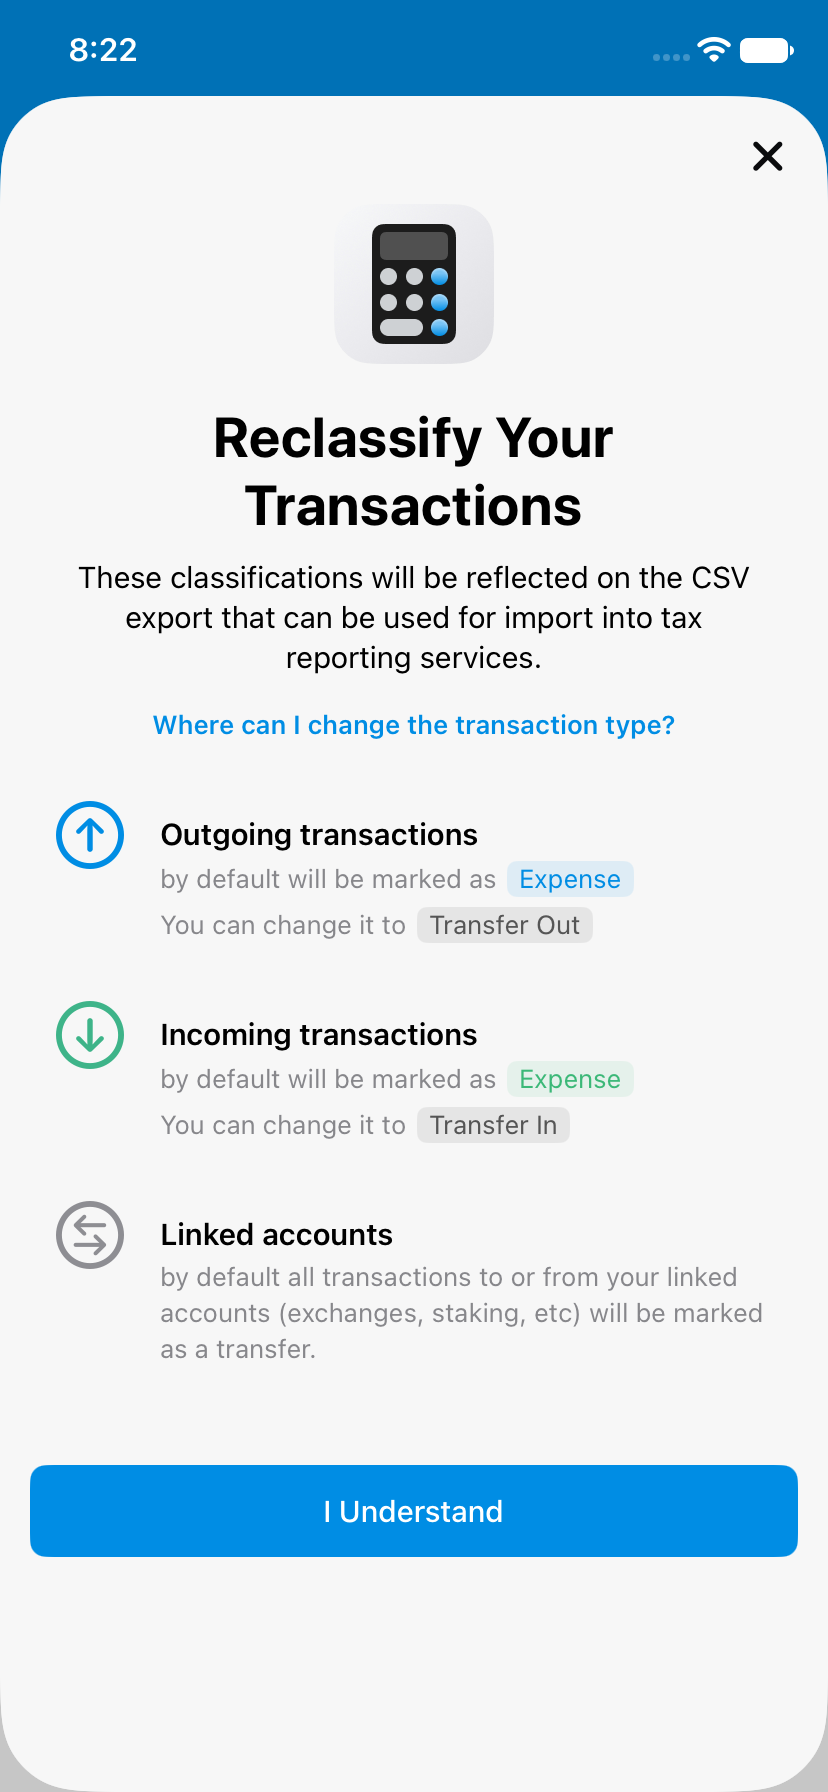 8:22
Reclassify Your
Transactions
These classifications will be reflected on the CSV
export that can be used for import into tax
reporting services.
Where can I change the transaction type?
Outgoing transactions
by default will be marked as Expense
You can change it to Transfer Out
Incoming transactions
by default will be marked as Expense
You can change it to Transfer In
Linked accounts
by default all transactions to or from your linked
accounts (exchanges, staking, etc) will be marked
as a transfer.
I Understand